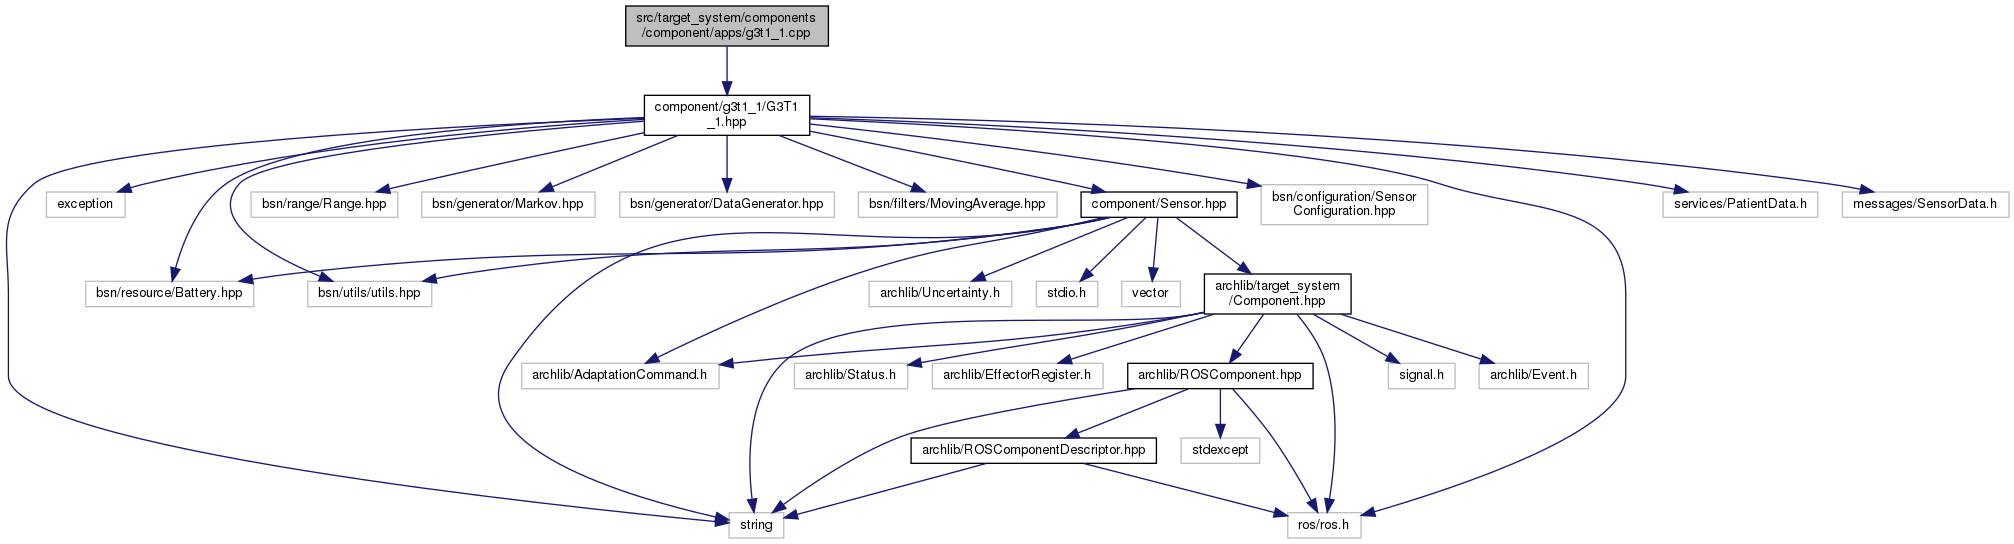 src/target_system/components
/component/apps/g3t1_1.cpp
component/g3t1_1/G3T1
_1.hpp
exception
bsn/range/Range.hpp
bsn/generator/Markov.hpp
bsn/generator/DataGenerator.hpp
bsn/filters/MovingAverage.hpp
component/Sensor.hpp
bsn/configuration/Sensor
Configuration.hpp
services/PatientData.h
messages/SensorData.h
bsn/resource/Battery.hpp
bsn/utils/utils.hpp
archlib/Uncertainty.h
stdio.h
vector
archlib/target_system
/Component.hpp
archlib/AdaptationCommand.h
archlib/Status.h
archlib/EffectorRegister.h
archlib/ROSComponent.hpp
signal.h
archlib/Event.h
archlib/ROSComponentDescriptor.hpp
stdexcept
string
ros/ros.h